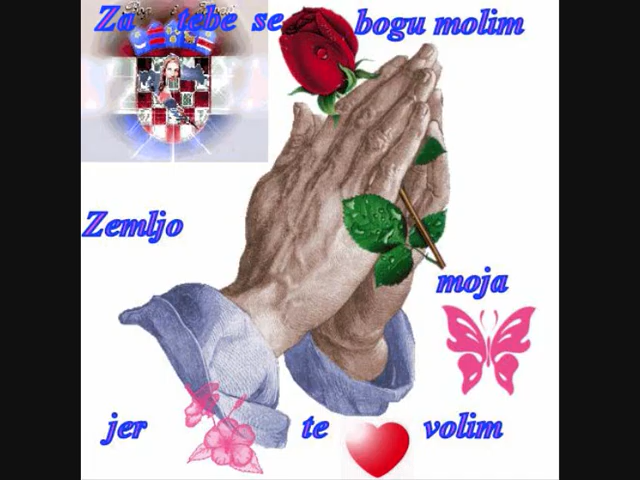 Za tebe se bogu molim
Zemljo
moja
jer te volim